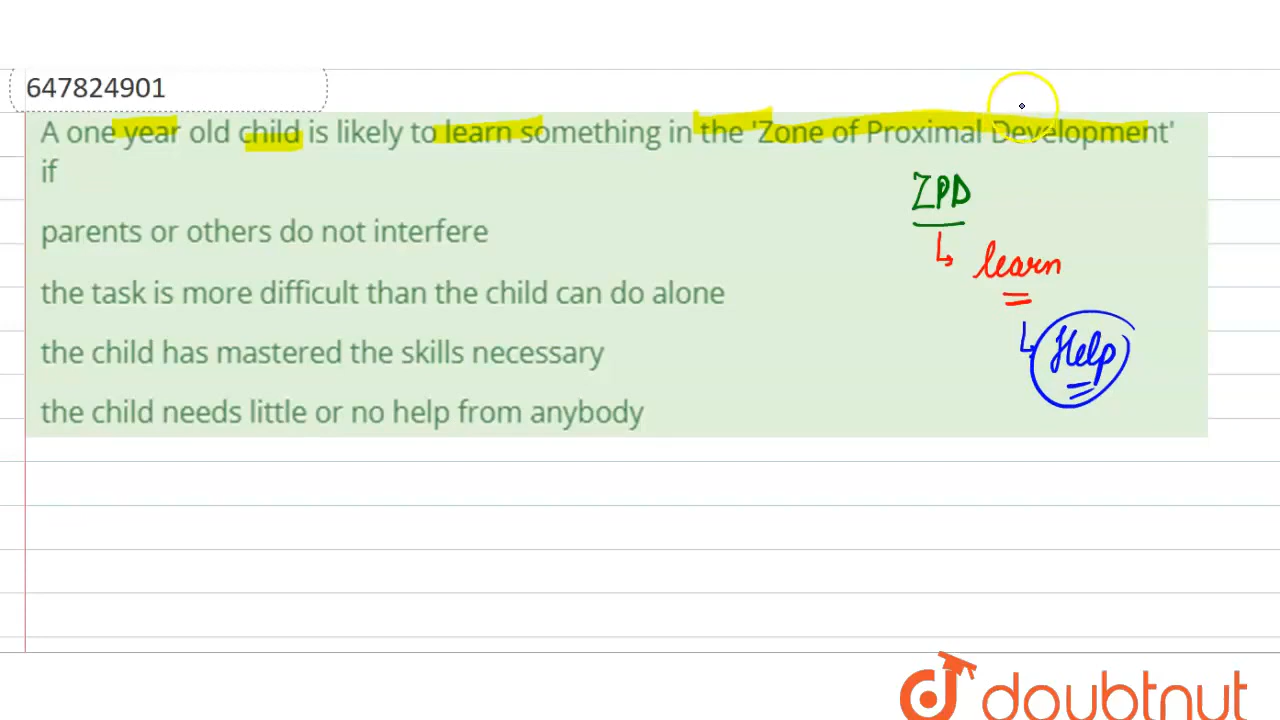 647824901
A one year old child is likely to learn something in the 'Zone of Proximal Development'
if
ZPD
parents or others do not interfere
learn
the task is more difficult than the child can do alone
Help
the child has mastered the skills necessary
the child needs little or no help from anybody
doubtnut